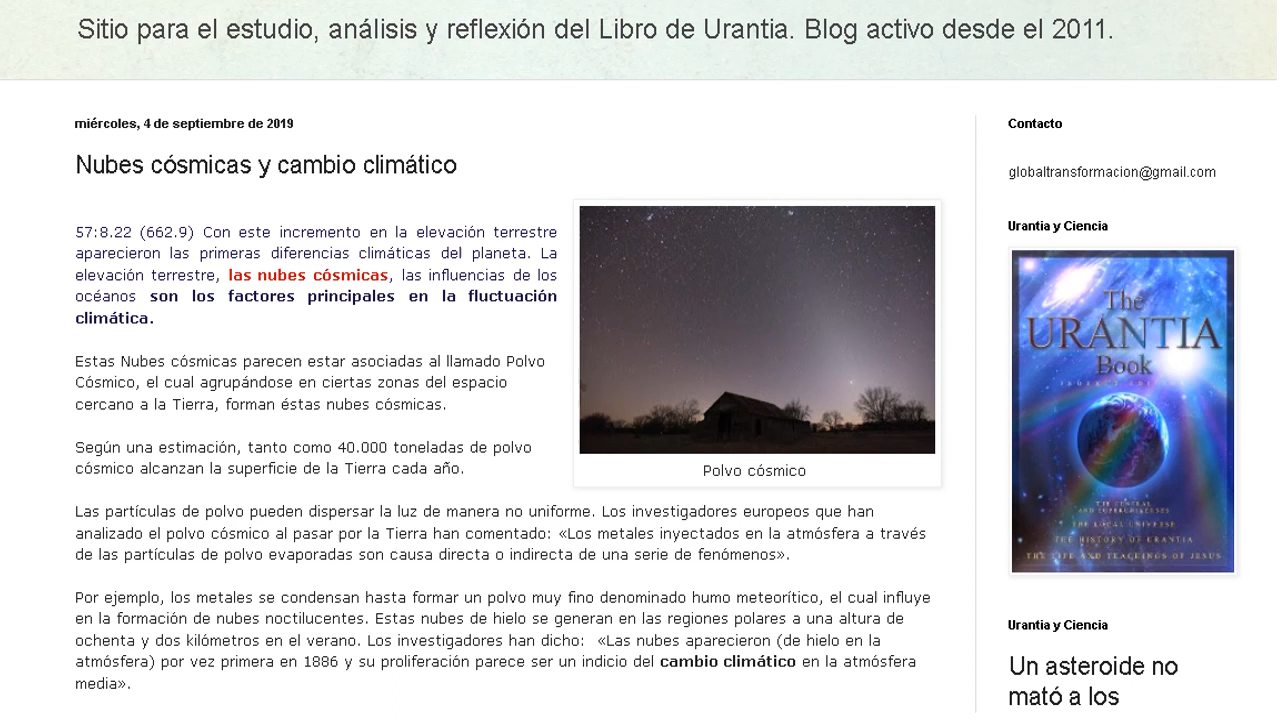 Sitio para el estudio, análisis y reflexión del Libro de Urantia. Blog activo desde el 2011.
miércoles, 4 de septiembre de 2019
Nubes cósmicas y cambio climático
57:8.22 (662.9) Con este incremento en la elevación terrestre
aparecieron las primeras diferencias climáticas del planeta. La
elevación terrestre, las nubes cósmicas, las influencias de los
océanos son los factores principales en la fluctuación
climática.
Estas Nubes cósmicas parecen estar asociadas al llamado Polvo
Cósmico, el cual agrupándose en ciertas zonas del espacio
cercano a la Tierra, forman éstas nubes cósmicas.
Según una estimación, tanto como 40.000 toneladas de polvo
cósmico alcanzan la superficie de la Tierra cada año.
Polvo cósmico
Las partículas de polvo pueden dispersar la luz de manera no uniforme. Los investigadores europeos que han
analizado el polvo cósmico al pasar por la Tierra han comentado: «Los metales inyectados en la atmósfera a través
de las partículas de polvo evaporadas son causa directa o indirecta de una serie de fenómenos».
Por ejemplo, los metales se condensan hasta formar un polvo muy fino denominado humo meteorítico, el cual influye
en la formación de nubes noctilucentes. Estas nubes de hielo se generan en las regiones polares a una altura de
ochenta y dos kilómetros en el verano. Los investigadores han dicho: «Las nubes aparecieron (de hielo en la
atmósfera) por vez primera en 1886 y su proliferación parece ser un indicio del cambio climático en la atmósfera
media».
Contacto
globaltransformacion@gmail.com
Urantia y Ciencia
The
URANTIA
Book
THE CENTRAL
AND SUPERUNIVERSES
THE LOCAL UNIVERSE
THE HISTORY OF URANTIA
THE LIFE AND TEACHINGS OF JESUS
Urantia y Ciencia
Un asteroide no
mató a los